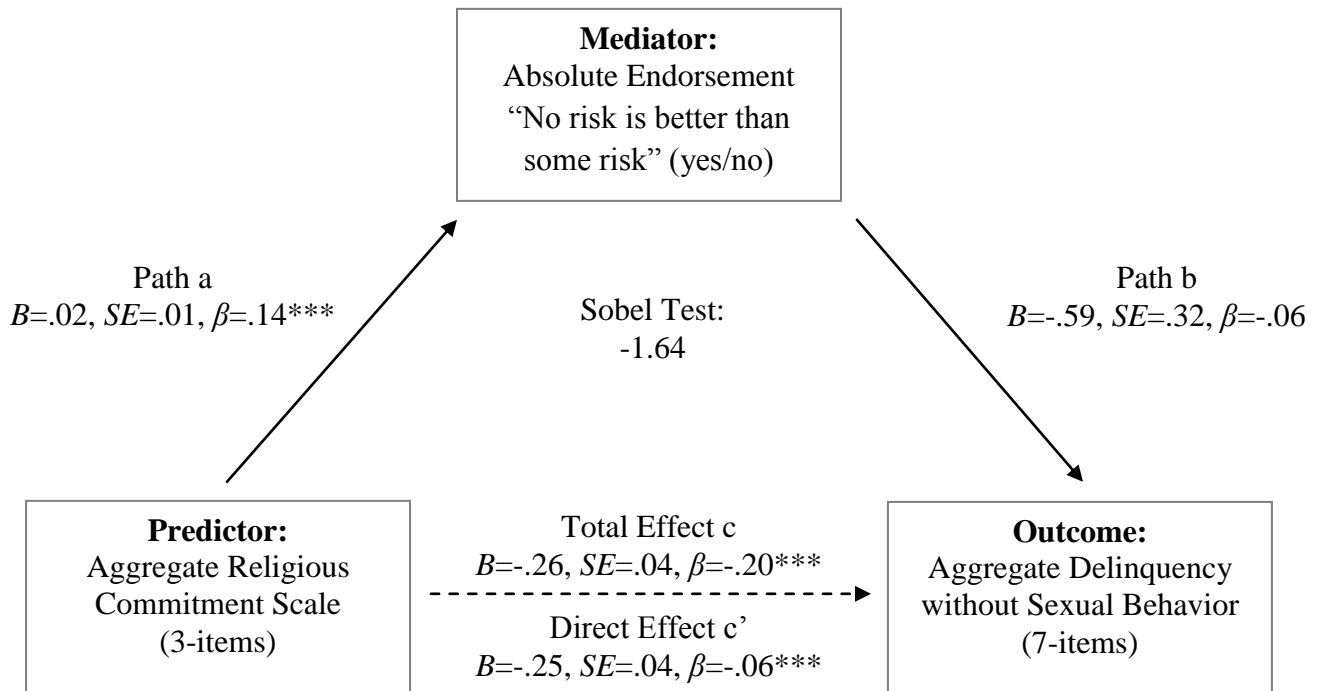 Mediator:
Absolute Endorsement
“No risk is better than
some risk” (yes/no)
Path a
B=.02, SE=.01, β=.14***
Sobel Test:
-1.64
Path b
B=-.59, SE=.32, β=-.06
Predictor:
Aggregate Religious
Commitment Scale
(3-items)
Total Effect c
B=-.26, SE=.04, β=-.20***
Direct Effect c’
B=-.25, SE=.04, β=-.06***
Outcome:
Aggregate Delinquency
without Sexual Behavior
(7-items)